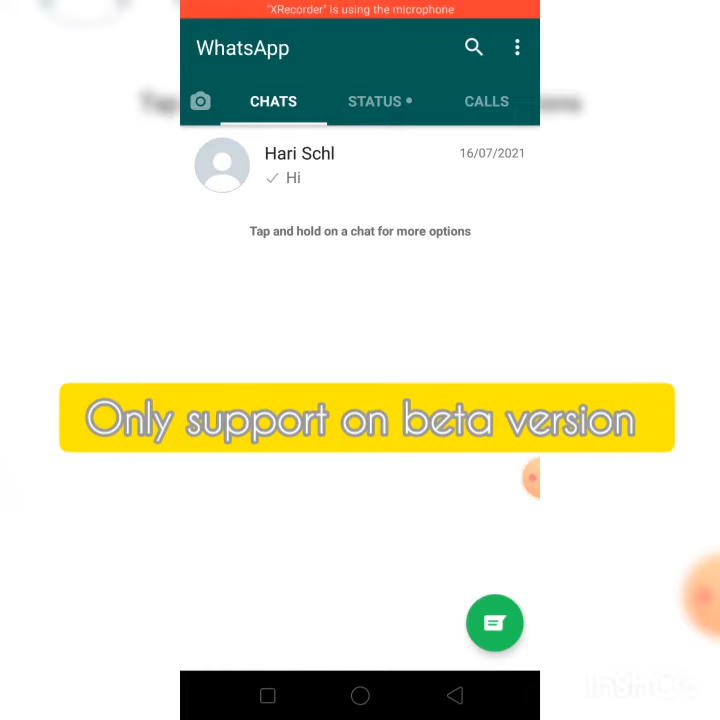 "XRecorder" is using the microphone
WhatsApp
CHATS STATUS CALLS
Hari Schl 16/07/2021
Hi
Tap and hold on a chat for more options
Only support on beta version
InShOt